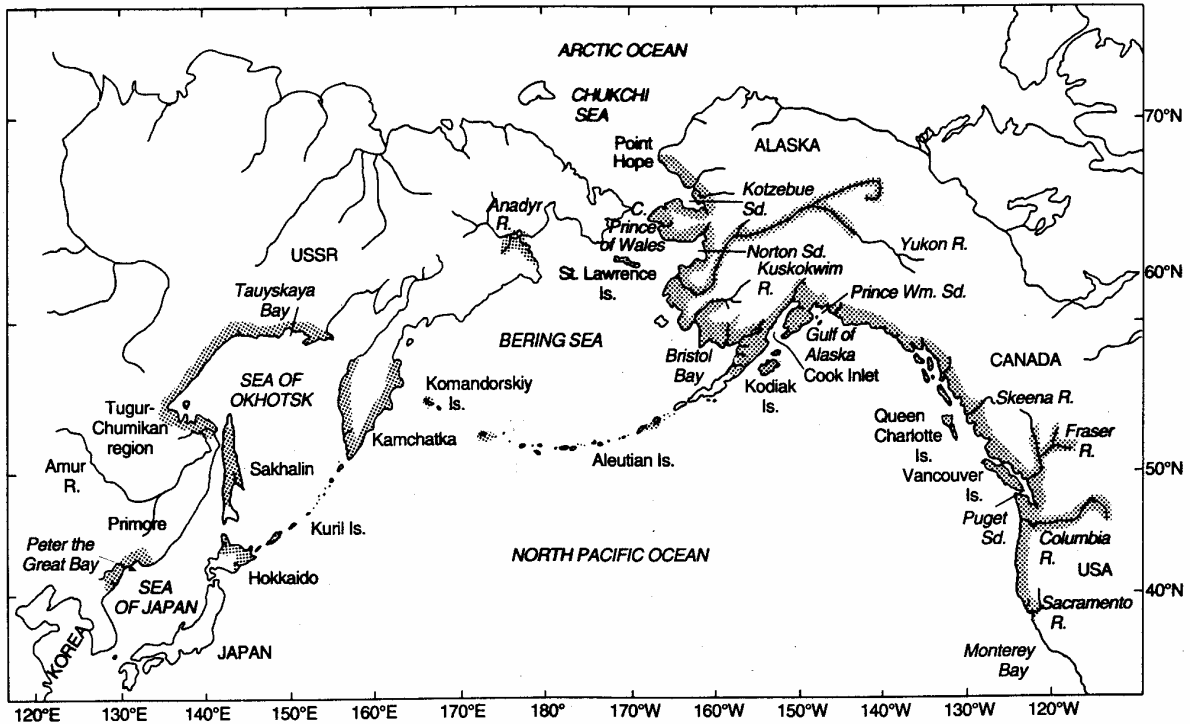 ARCTIC OCEAN
CHUKCHI
SEA
70°N
Point
Hope
ALASKA
Kotzebue
Sd.
Anadyr
R.
C.
Prince
of Wales
USSR
Norton Sd.
Yukon R.
St. Lawrence
Is.
Kuskokwim
R.
60°N
Tauyskaya
Bay
Prince Wm. Sd.
BERING SEA
Bristol
Bay
Gulf of
Alaska
CANADA
SEA OF
OKHOTSK
Komandorskiy
Is.
Kodiak
Is.
Cook Inlet
Skeena R.
Tugur-
Chumikan
region
Kamchatka
Queen
Charlotte
Is.
Fraser
R.
Amur
R.
Sakhalin
Aleutian Is.
Vancouver
Is.
50°N
Primore
Kuril Is.
Puget
Sd.
Columbia
R.
Peter the
Great Bay
NORTH PACIFIC OCEAN
USA
Hokkaido
SEA
OF JAPAN
40°N
Sacramento
R.
KOREA
JAPAN
Monterey
Bay
120°E 130°E 140°E 150°E 160°E 170°E 180° 170°W 160°W 150°W 140°W 130°W 120°W